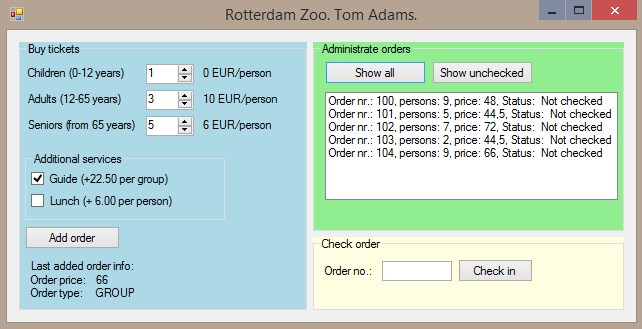 Rotterdam Zoo. Tom Adams.
Buy tickets
Children (0-12 years) 1 0 EUR/person
Adults (12-65 years) 3 10 EUR/person
Seniors (from 65 years) 5 6 EUR/person
Additional services
Guide (+22.50 per group)
Lunch (+ 6.00 per person)
Add order
Last added order info:
Order price: 66
Order type: GROUP
Administrate orders
Show all Show unchecked
Order nr.: 100, persons: 9, price: 48, Status: Not checked
Order nr.: 101, persons: 5, price: 44,5, Status: Not checked
Order nr.: 102, persons: 7, price: 72, Status: Not checked
Order nr.: 103, persons: 2, price: 44,5, Status: Not checked
Order nr.: 104, persons: 9, price: 66, Status: Not checked
Check order
Order no.: Check in